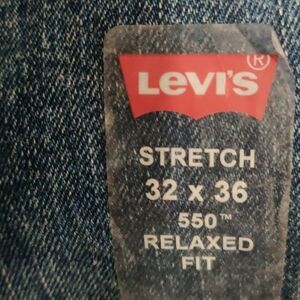 LEVI'S®
STRETCH
32 x 36
550™
RELAXED
FIT